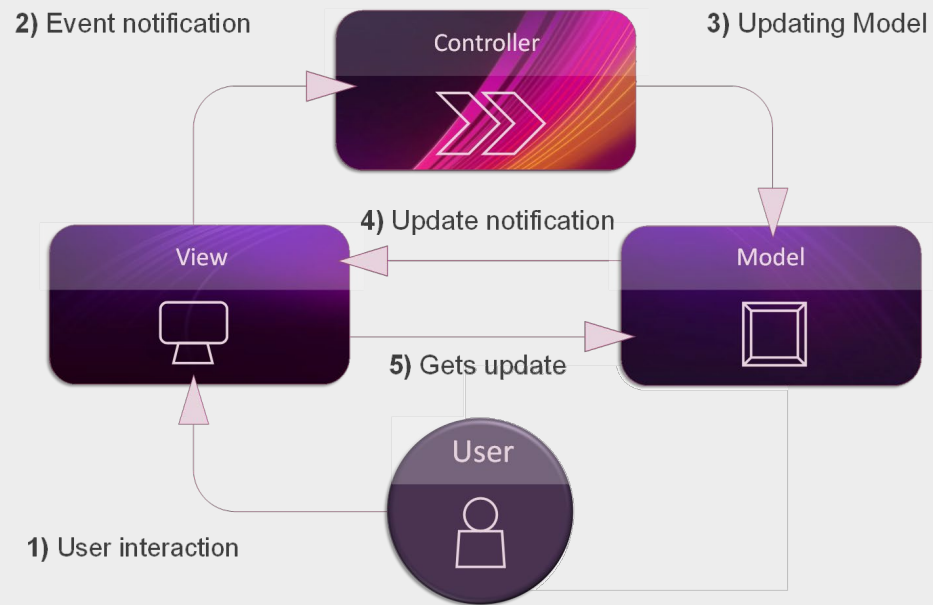 2) Event notification
Controller
3) Updating Model
4) Update notification
View
Model
5) Gets update
User
1) User interaction